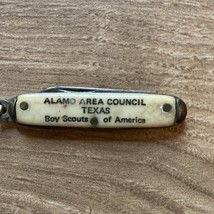 ALAMO AREA COUNCIL
TEXAS
Boy Scouts of America